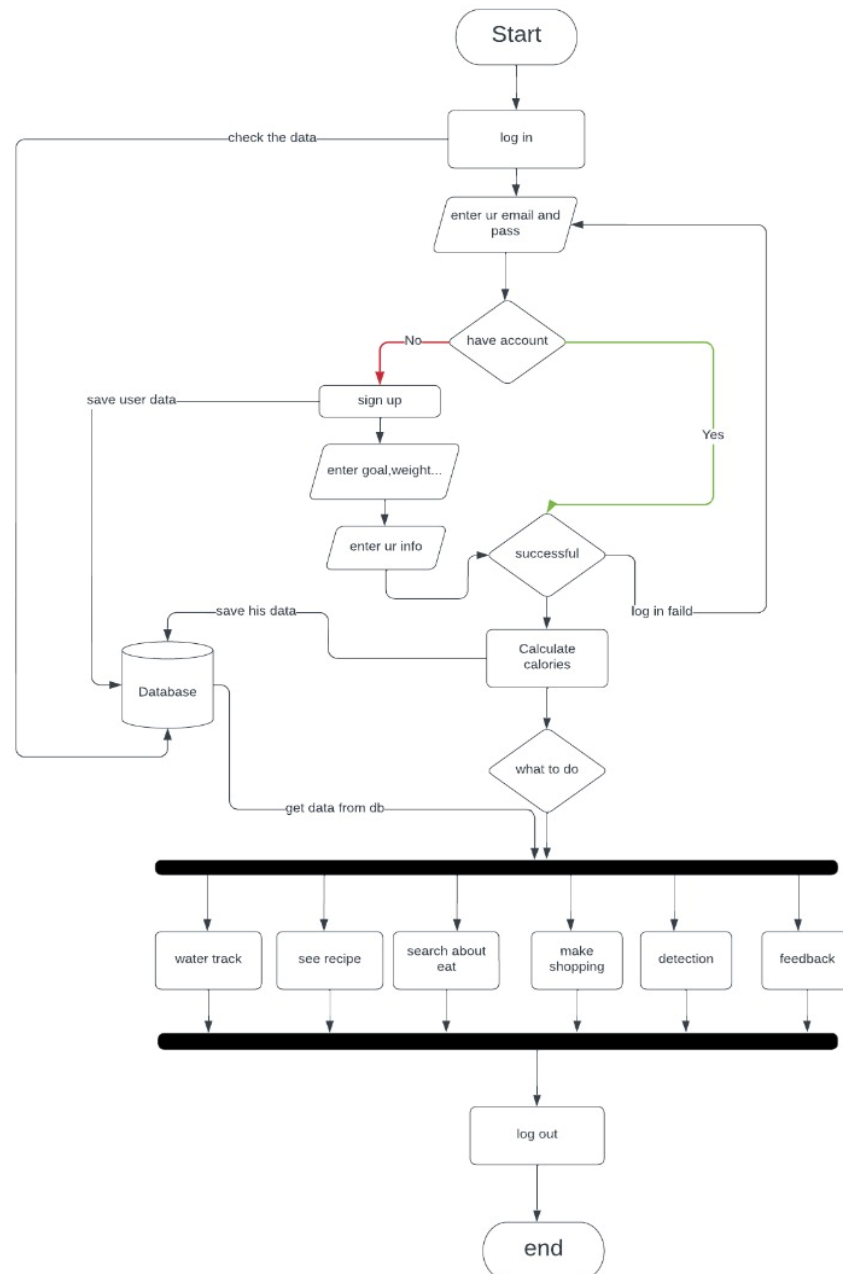 Start
check the data
log in
enter ur email and
pass
No
have account
save user data
sign up
Yes
enter goal,weight...
enter ur info
successful
save his data
log in faild
Calculate
calories
Database
what to do
get data from db
water track
see recipe
search about
eat
make
shopping
detection
feedback
log out
end